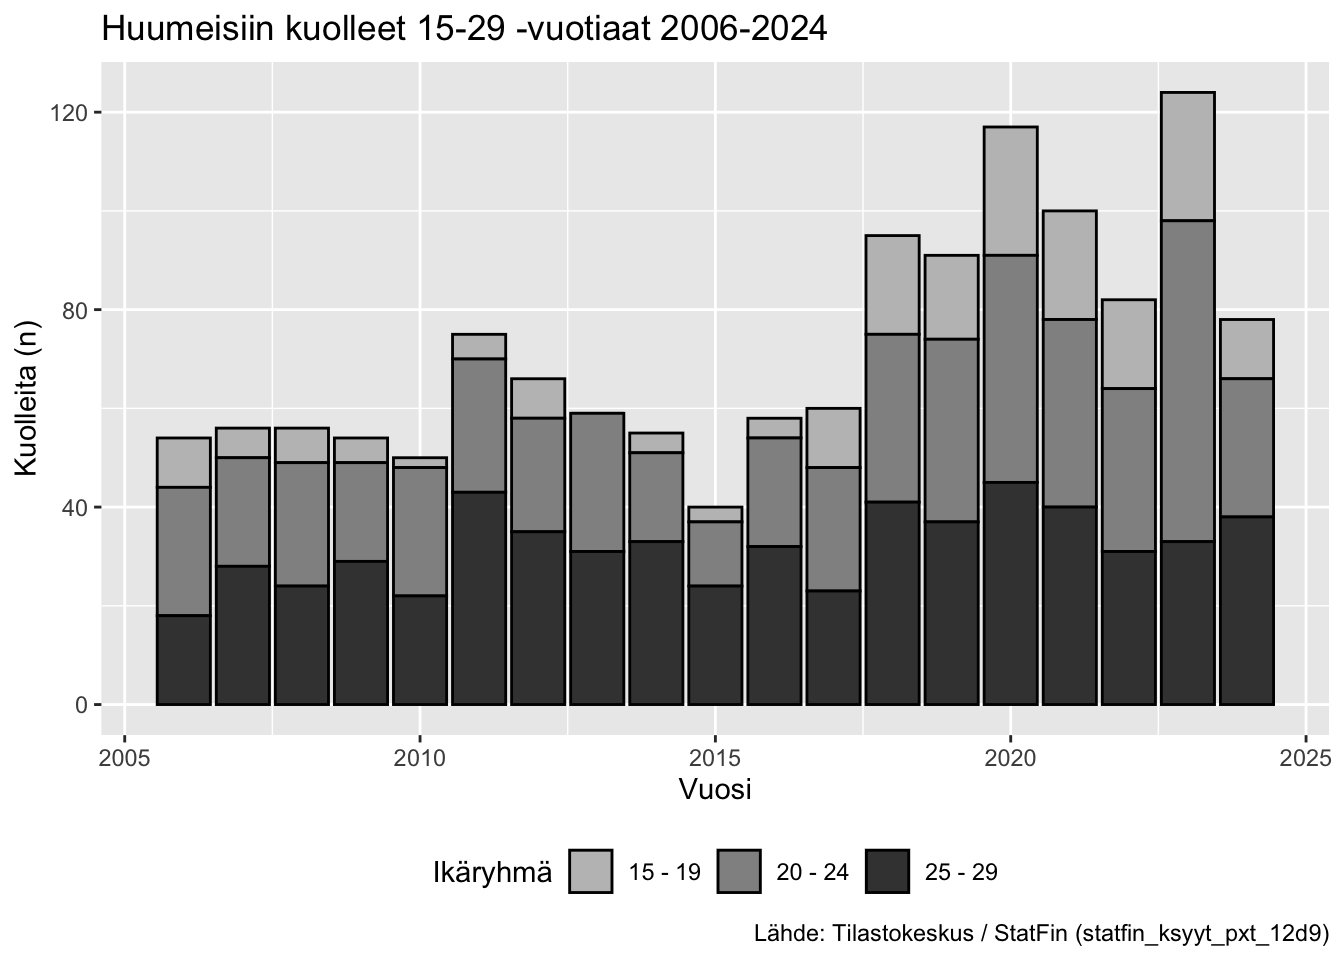 Huumeisiin kuolleet 15-29 -vuotiaat 2006-2024
120
80
40
0
Kuolleita (n)
2005 2010 2015 2020 2025
Vuosi
Ikäryhmä 15 - 19 20 - 24 25 - 29
Lähde: Tilastokeskus / StatFin (statfin_ksyyt_pxt_12d9)